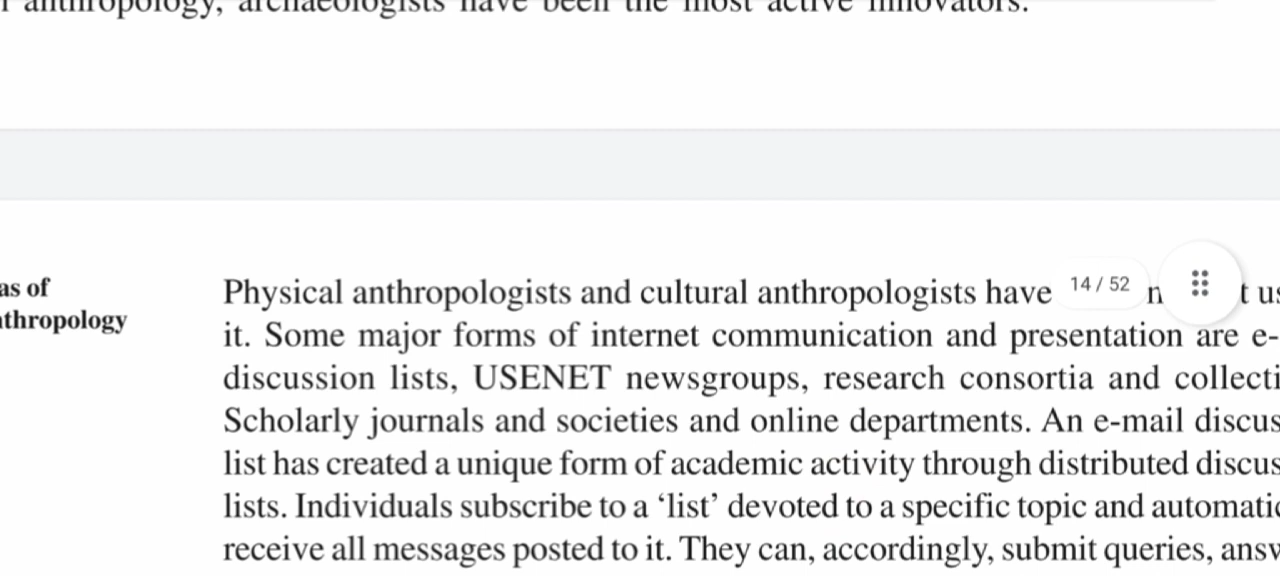 anthropology, archaeologists have been the most active innovators.
as of
thropology
Physical anthropologists and cultural anthropologists have
14 / 52
it. Some major forms of internet communication and presentation are e-
discussion lists, USENET newsgroups, research consortia and collecti
Scholarly journals and societies and online departments. An e-mail discus
list has created a unique form of academic activity through distributed discus
lists. Individuals subscribe to a ‘list’ devoted to a specific topic and automatic
receive all messages posted to it. They can, accordingly, submit queries, answ